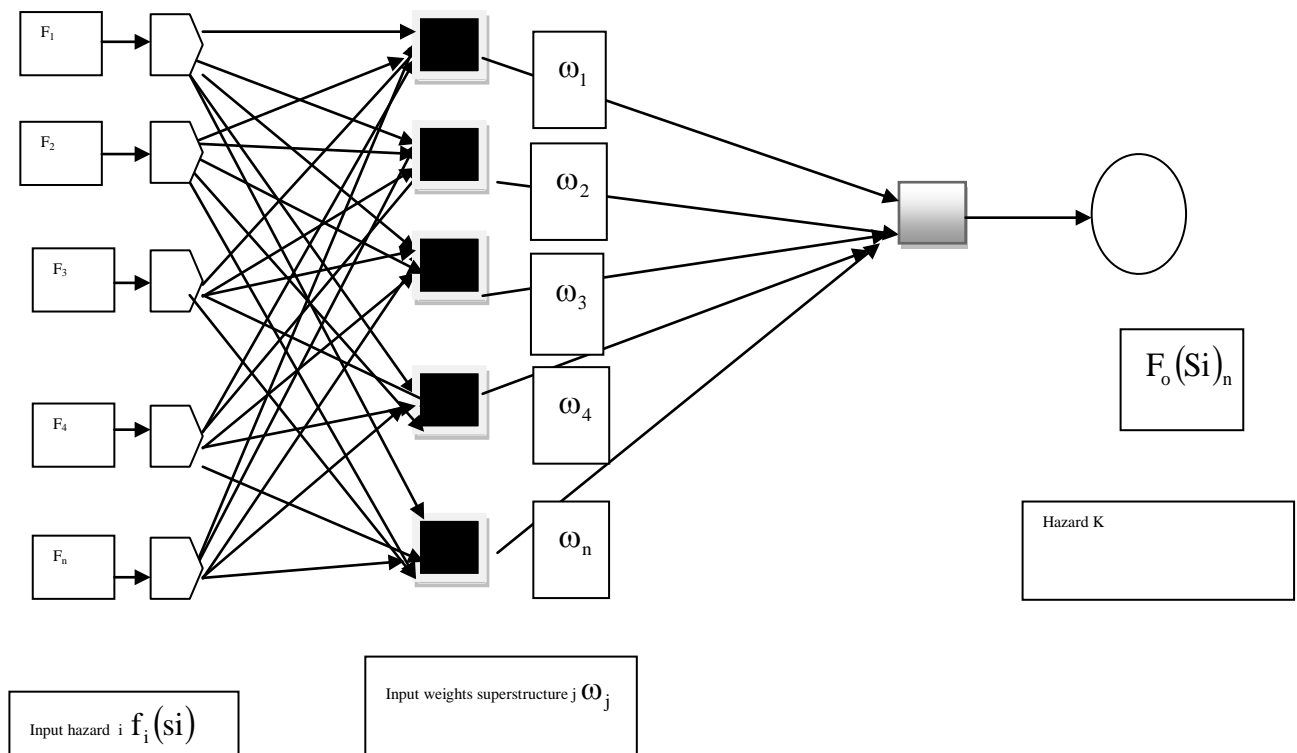 F₁
ω₁
F₂
ω₂
F₃
ω₃
Fₒ(Si)ₙ
F₄
ω₄
Hazard K
Fₙ
ωₙ
Input hazard i fᵢ(si)
Input weights superstructure j ωⱼ